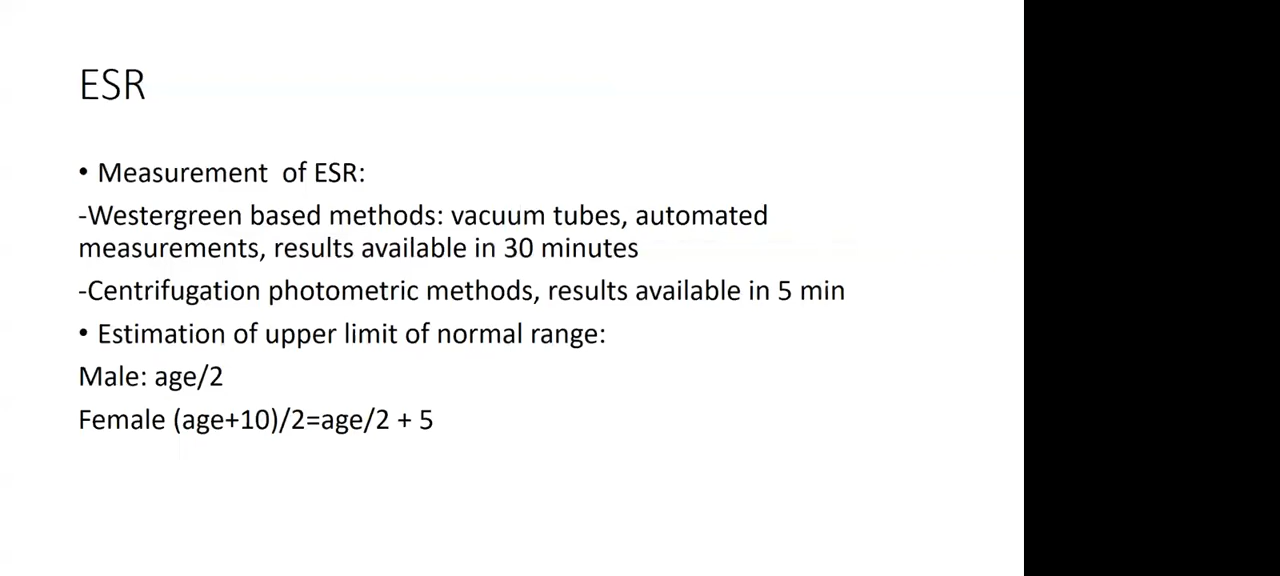 ESR
• Measurement  of ESR:
-Westergreen based methods: vacuum tubes, automated
measurements, results available in 30 minutes
-Centrifugation photometric methods, results available in 5 min
• Estimation of upper limit of normal range:
Male: age/2
Female (age+10)/2=age/2 + 5